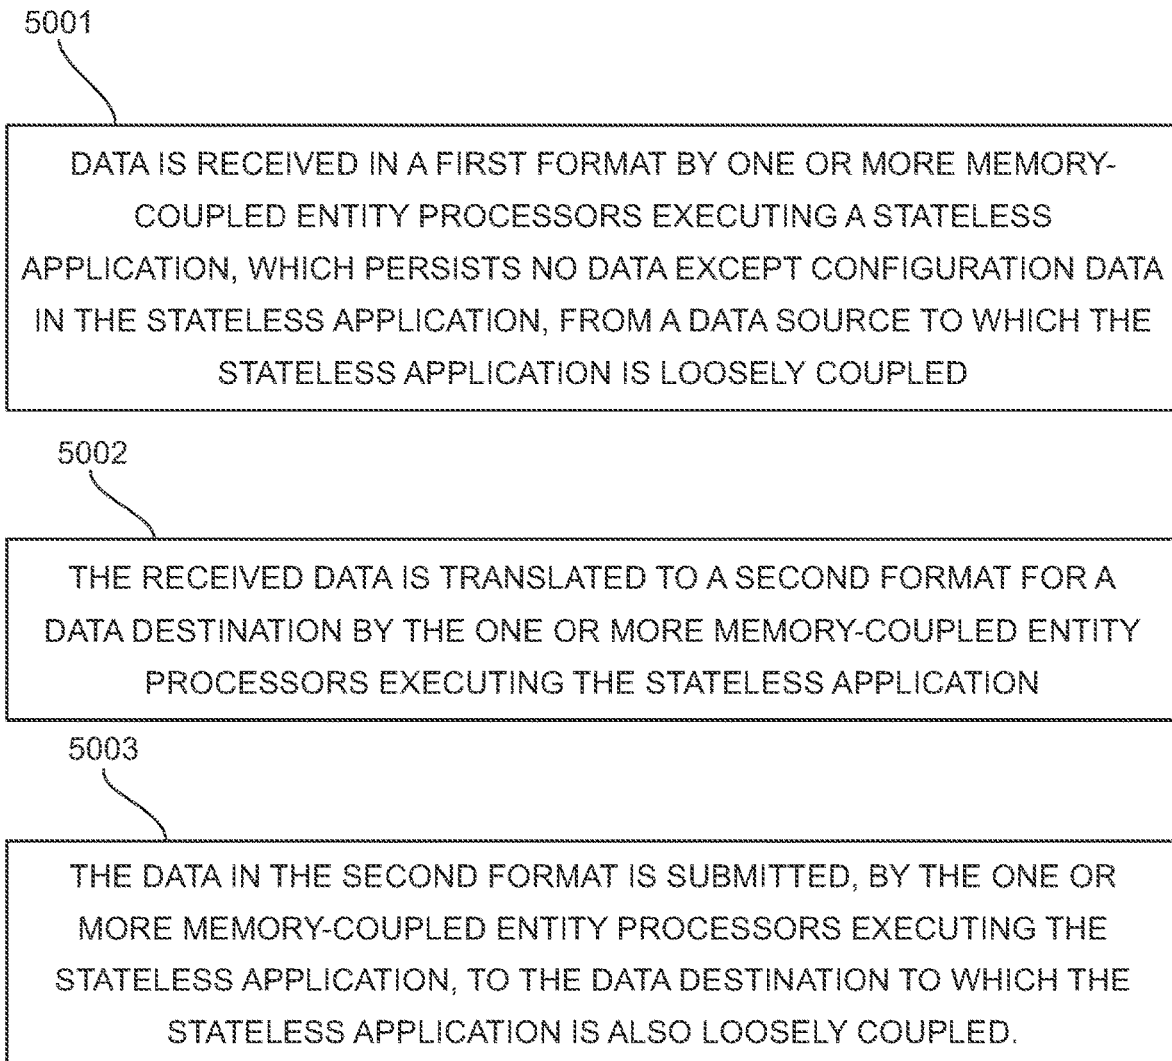 5001
DATA IS RECEIVED IN A FIRST FORMAT BY ONE OR MORE MEMORY-
COUPLED ENTITY PROCESSORS EXECUTING A STATELESS
APPLICATION, WHICH PERSISTS NO DATA EXCEPT CONFIGURATION DATA
IN THE STATELESS APPLICATION, FROM A DATA SOURCE TO WHICH THE
STATELESS APPLICATION IS LOOSELY COUPLED
5002
THE RECEIVED DATA IS TRANSLATED TO A SECOND FORMAT FOR A
DATA DESTINATION BY THE ONE OR MORE MEMORY-COUPLED ENTITY
PROCESSORS EXECUTING THE STATELESS APPLICATION
5003
THE DATA IN THE SECOND FORMAT IS SUBMITTED, BY THE ONE OR
MORE MEMORY-COUPLED ENTITY PROCESSORS EXECUTING THE
STATELESS APPLICATION, TO THE DATA DESTINATION TO WHICH THE
STATELESS APPLICATION IS ALSO LOOSELY COUPLED.